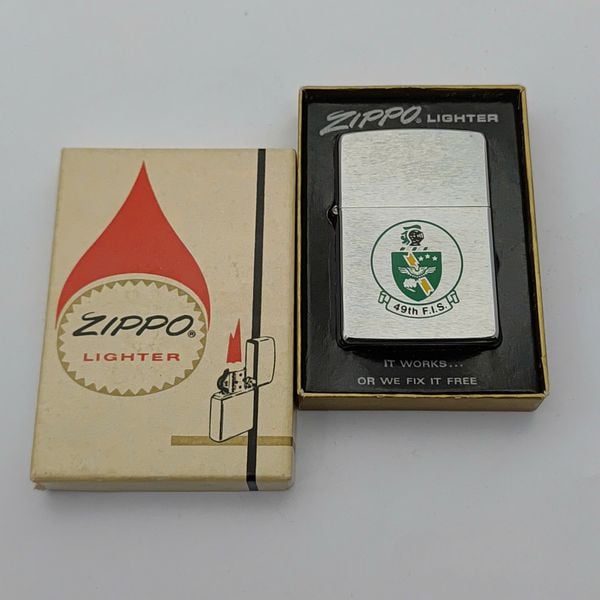 ZIPPO®
LIGHTER
ZIPPO® LIGHTER
49th F.I.S.
IT WORKS...
OR WE FIX IT FREE